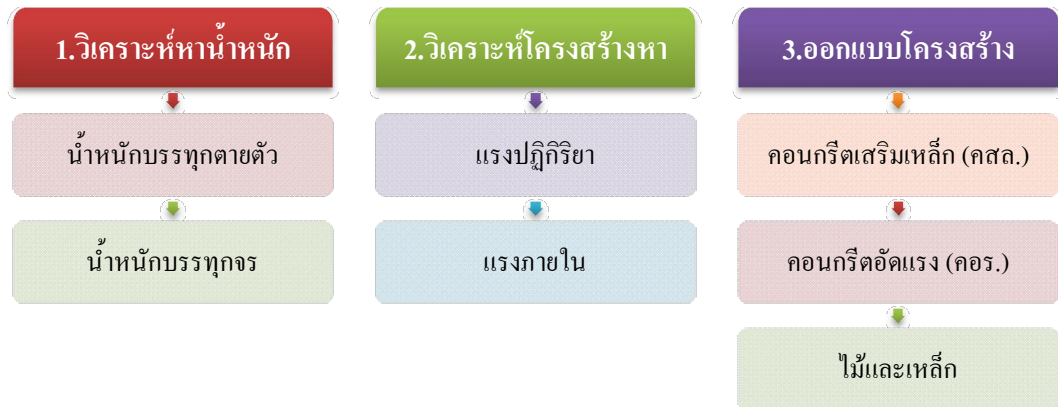 1.วิเคราะห์หาน้ำหนัก
น้ำหนักบรรทุกตายตัว
น้ำหนักบรรทุกจร
2.วิเคราะห์โครงสร้างหา
แรงปฏิกิริยา
แรงภายใน
3.ออกแบบโครงสร้าง
คอนกรีตเสริมเหล็ก (คสล.)
คอนกรีตอัดแรง (คอร.)
ไม้และเหล็ก